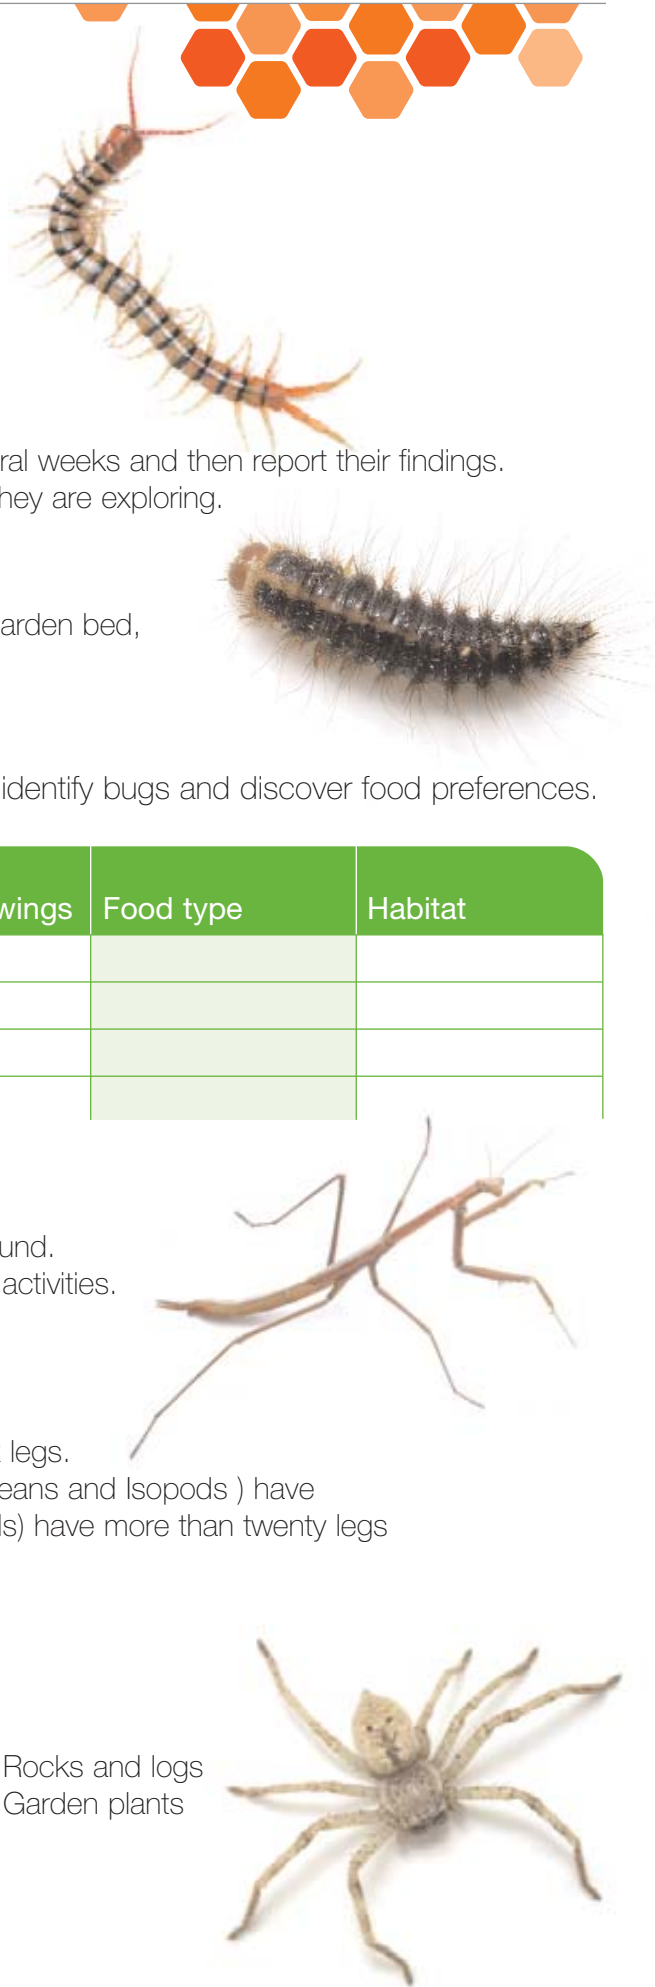 ral weeks and then report their findings.
hey are exploring.
arden bed,
identify bugs and discover food preferences.
wings Food type Habitat
und.
activities.
legs.
eans and Isopods ) have
ls) have more than twenty legs
Rocks and logs
Garden plants